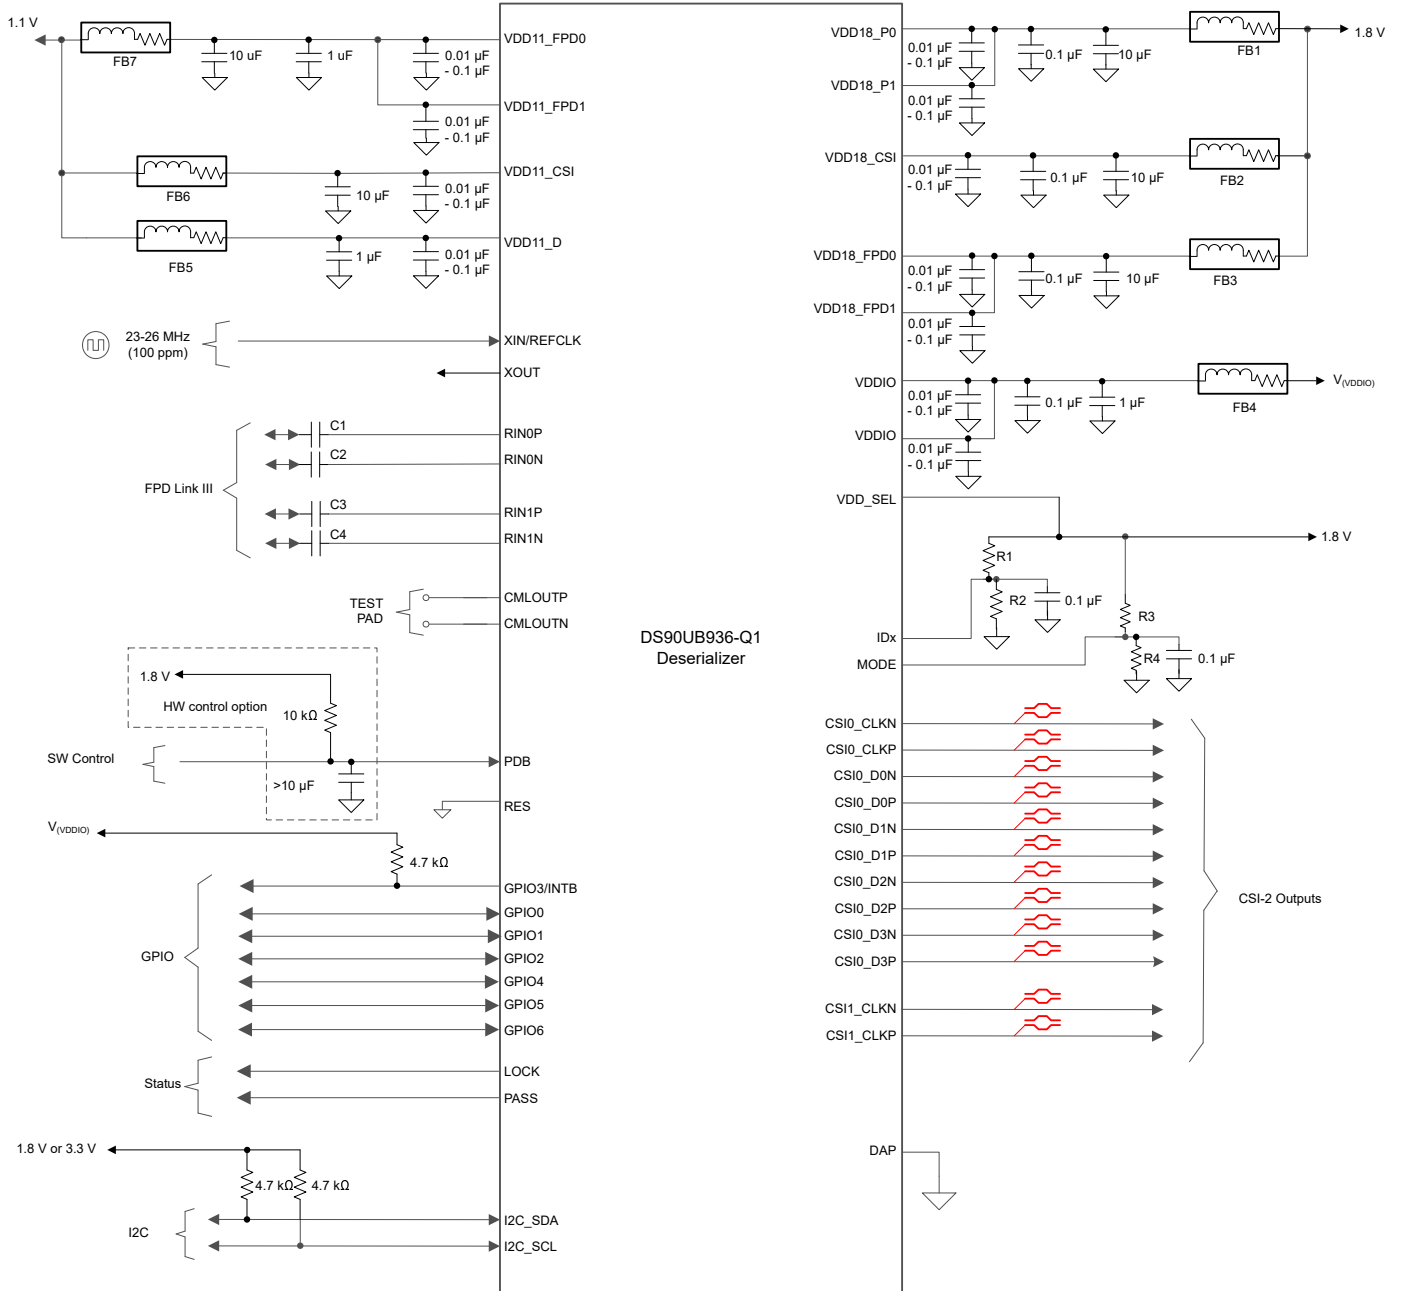 1.1 V
FB7
10 uF
1 uF
0.01 µF
- 0.1 µF
VDD11_FPD0
0.01 µF
- 0.1 µF
VDD11_FPD1
FB6
10 µF
0.01 µF
- 0.1 µF
VDD11_CSI
FB5
1 µF
0.01 µF
- 0.1 µF
VDD11_D
23-26 MHz
(100 ppm)
XIN/REFCLK
XOUT
FPD Link III
C1
RIN0P
C2
RIN0N
C3
RIN1P
C4
RIN1N
TEST
PAD
CMLOUTP
CMLOUTN
1.8 V
HW control option
10 kΩ
SW Control
>10 µF
PDB
RES
V(VDDIO)
4.7 kΩ
GPIO3/INTB
GPIO0
GPIO1
GPIO
GPIO2
GPIO4
GPIO5
GPIO6
Status
LOCK
PASS
1.8 V or 3.3 V
4.7 kΩ
4.7 kΩ
I2C
I2C_SDA
I2C_SCL
DS90UB936-Q1
Deserializer
VDD18_P0
0.01 µF
- 0.1 µF
0.1 µF
10 µF
FB1
1.8 V
VDD18_P1
0.01 µF
- 0.1 µF
VDD18_CSI
0.01 µF
- 0.1 µF
0.1 µF
10 µF
FB2
VDD18_FPD0
0.01 µF
- 0.1 µF
0.1 µF
10 µF
FB3
VDD18_FPD1
0.01 µF
- 0.1 µF
VDDIO
0.01 µF
- 0.1 µF
0.1 µF
1 µF
FB4
V(VDDIO)
VDDIO
0.01 µF
- 0.1 µF
VDD_SEL
1.8 V
R1
R2
0.1 µF
R3
IDx
MODE
R4
0.1 µF
CSI0_CLKN
CSI0_CLKP
CSI0_D0N
CSI0_D0P
CSI0_D1N
CSI0_D1P
CSI0_D2N
CSI0_D2P
CSI0_D3N
CSI0_D3P
CSI-2 Outputs
CSI1_CLKN
CSI1_CLKP
DAP